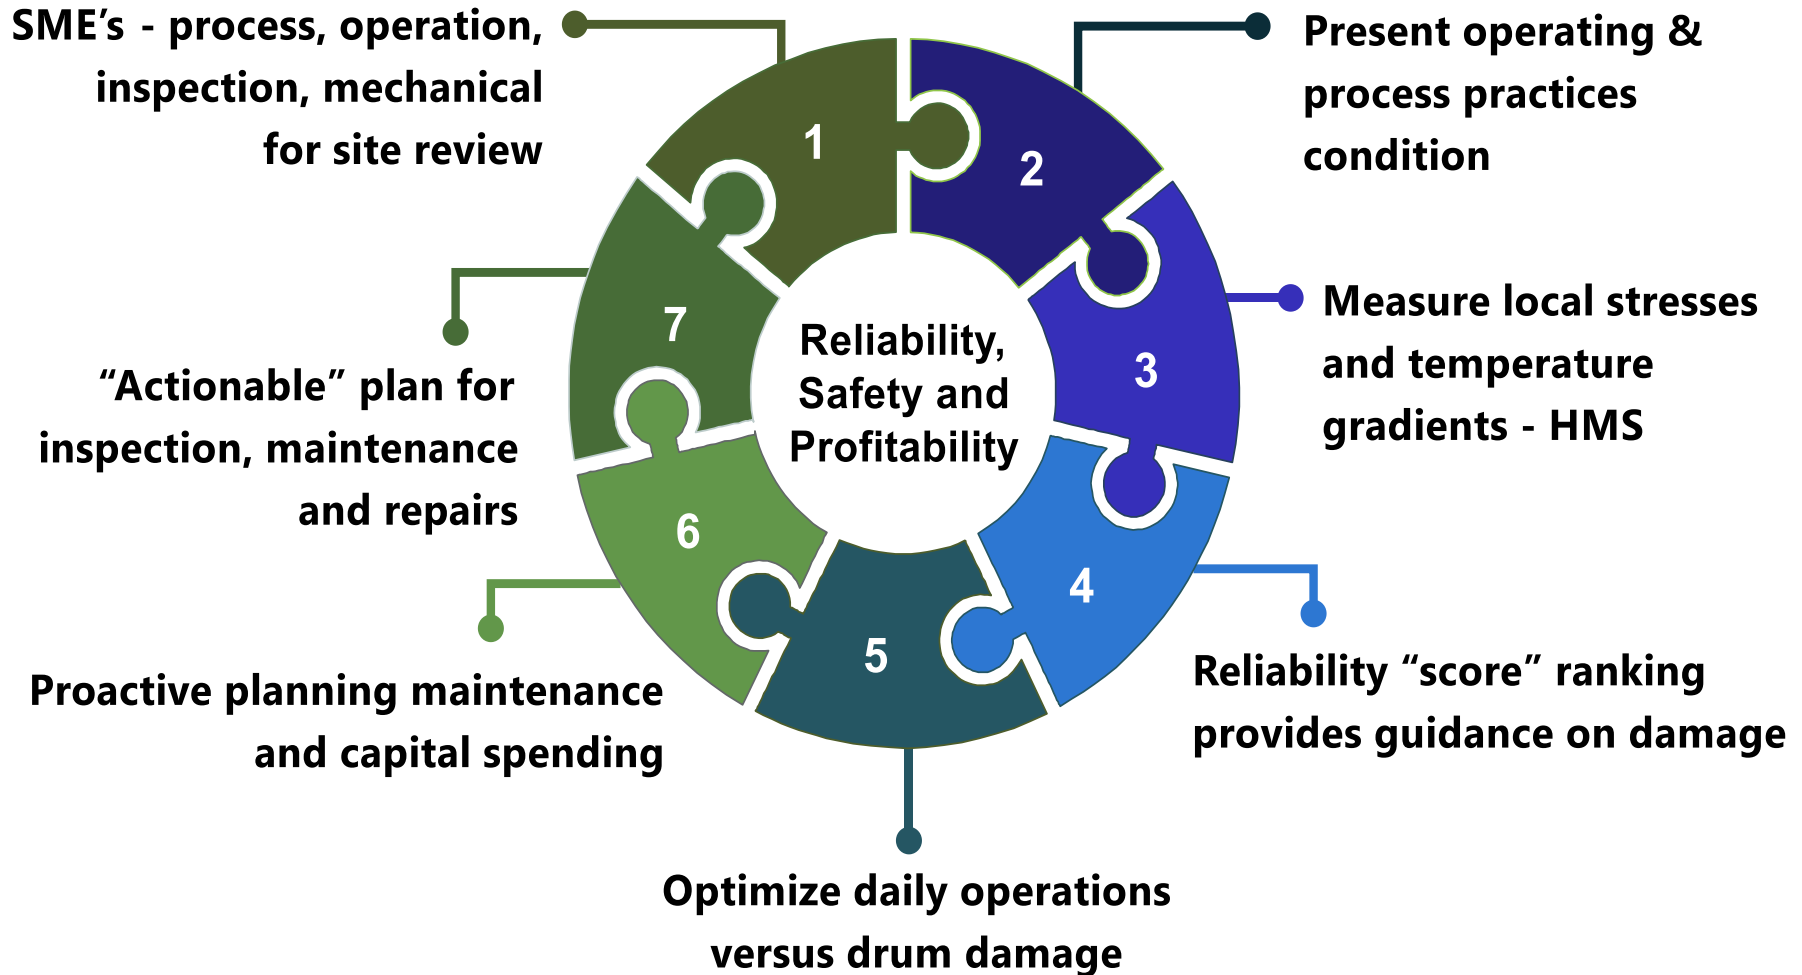 SME’s - process, operation,
inspection, mechanical
for site review
1
2
Present operating &
process practices
condition
3
Measure local stresses
and temperature
gradients - HMS
4
Reliability “score” ranking
provides guidance on damage
5
Optimize daily operations
versus drum damage
6
Proactive planning maintenance
and capital spending
7
“Actionable” plan for
inspection, maintenance
and repairs
Reliability,
Safety and
Profitability